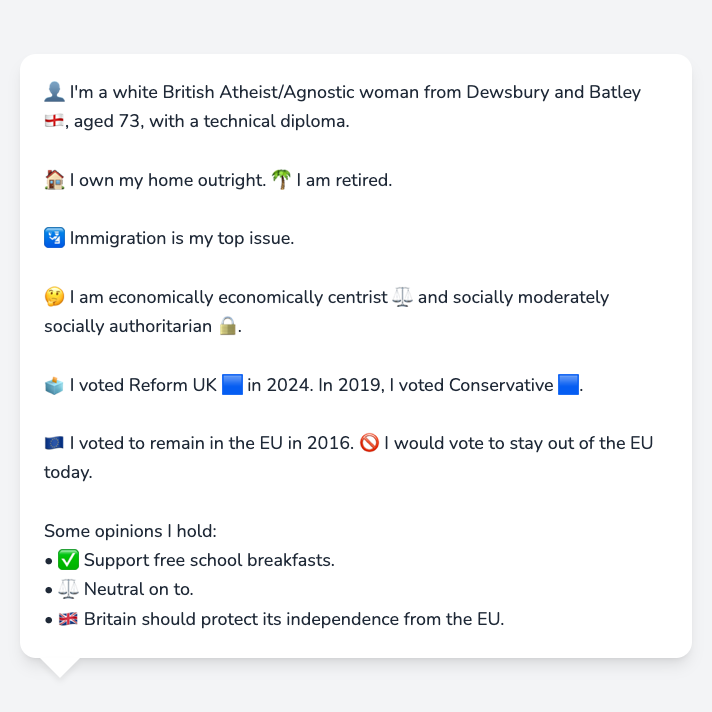 👤 I'm a white British Atheist/Agnostic woman from Dewsbury and Batley
🏴󠁧󠁢󠁥󠁮󠁧󠁿, aged 73, with a technical diploma.
🏠 I own my home outright. 🌴 I am retired.
🛂 Immigration is my top issue.
🤔 I am economically economically centrist ⚖️ and socially moderately
socially authoritarian 🔒.
🗳️ I voted Reform UK 🟦 in 2024. In 2019, I voted Conservative 🟦.
🇪🇺 I voted to remain in the EU in 2016. 🚫 I would vote to stay out of the EU
today.
Some opinions I hold:
• ✅ Support free school breakfasts.
• ⚖️ Neutral on to.
• 🇬🇧 Britain should protect its independence from the EU.